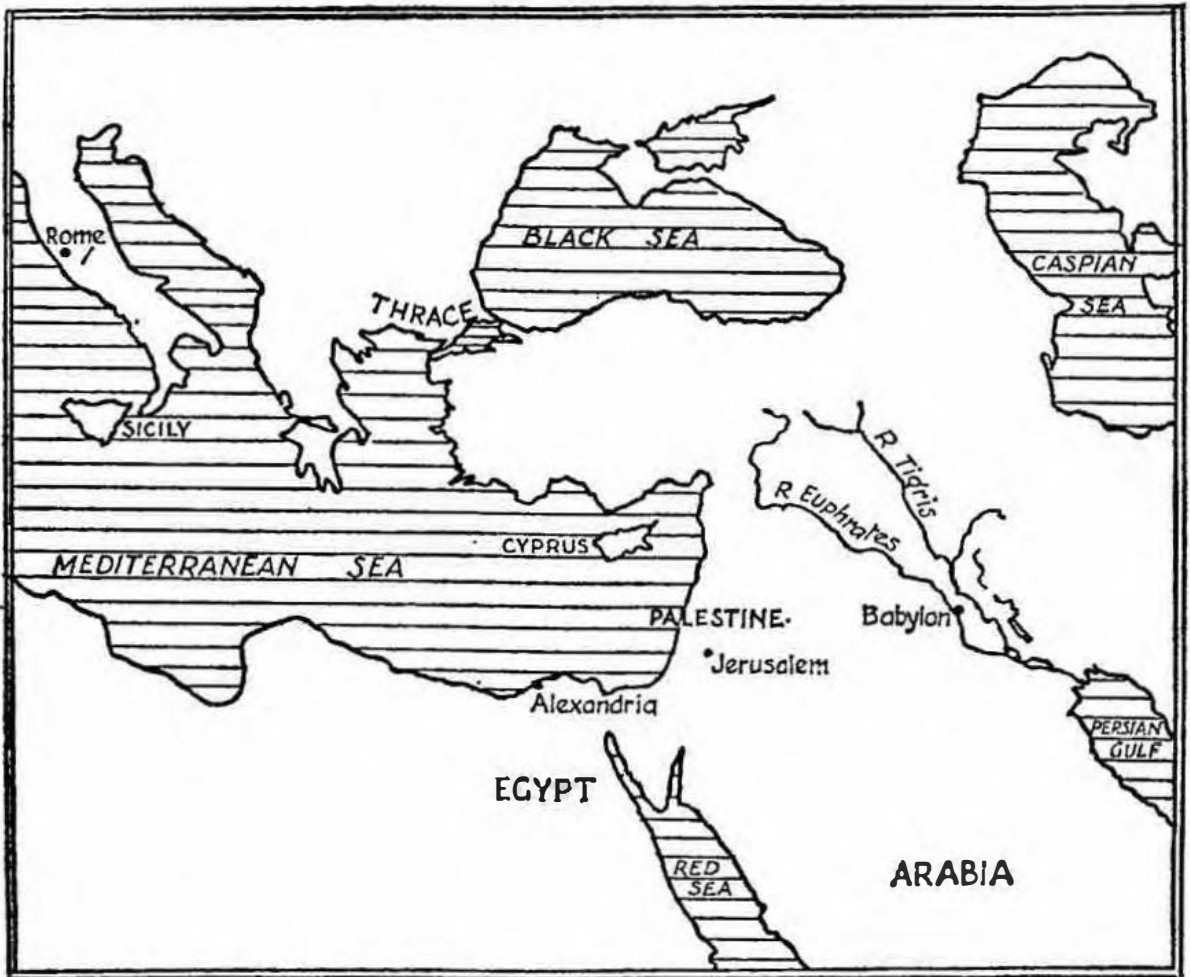 Rome
BLACK SEA
CASPIAN
SEA
THRACE
SICILY
R Tigris
R Euphrates
CYPRUS
MEDITERRANEAN SEA
PALESTINE.
Babylon
Jerusalem
Alexandria
PERSIAN
GULF
EGYPT
RED
SEA
ARABIA